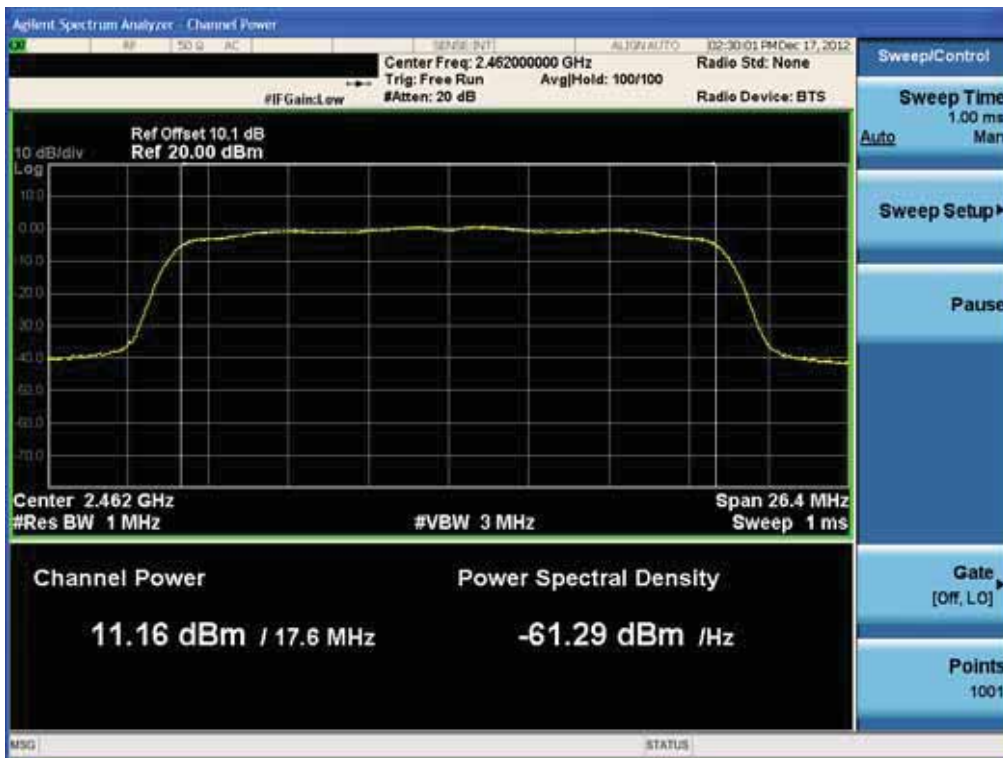 Agilent Spectrum Analyzer - Channel Power
RF 50 Ω AC SENSE:INT ALIGN AUTO 02:30:01 PM Dec 17, 2012
Center Freq: 2.462000000 GHz Radio Std: None
Trig: Free Run Avg|Hold: 100/100
#IFGain:Low #Atten: 20 dB Radio Device: BTS
Ref Offset 10.1 dB
10 dB/div Ref 20.00 dBm
Log
10.0
0.00
-10.0
-20.0
-30.0
-40.0
-50.0
-60.0
-70.0
Center 2.462 GHz Span 26.4 MHz
#Res BW 1 MHz #VBW 3 MHz Sweep 1 ms
Channel Power Power Spectral Density
11.16 dBm / 17.6 MHz -61.29 dBm /Hz
MSG STATUS
Sweep/Control
Sweep Time
1.00 ms
Auto Man
Sweep Setup
Pause
Gate
[Off, LO]
Points
1001